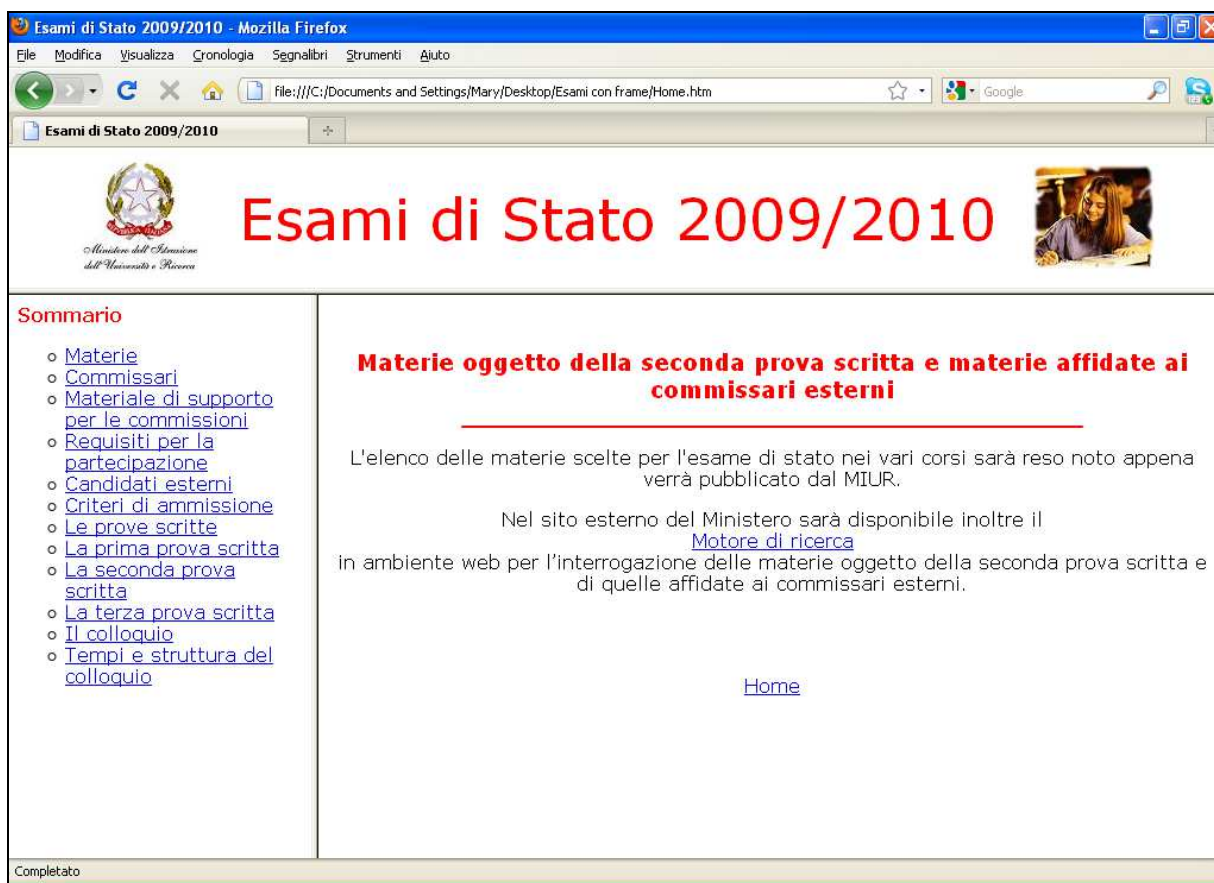 Esami di Stato 2009/2010 - Mozilla Firefox
File Modifica Visualizza Cronologia Segnalibri Strumenti Aiuto
file:///C:/Documents and Settings/Mary/Desktop/Esami con frame/Home.htm
Google
Esami di Stato 2009/2010
Ministero dell'Istruzione
dell'Università e Ricerca
Esami di Stato 2009/2010
Sommario
Materie
Commissari
Materiale di supporto
per le commissioni
Requisiti per la
partecipazione
Candidati esterni
Criteri di ammissione
Le prove scritte
La prima prova scritta
La seconda prova
scritta
La terza prova scritta
Il colloquio
Tempi e struttura del
colloquio
Materie oggetto della seconda prova scritta e materie affidate ai
commissari esterni
L'elenco delle materie scelte per l'esame di stato nei vari corsi sarà reso noto appena
verrà pubblicato dal MIUR.
Nel sito esterno del Ministero sarà disponibile inoltre il
Motore di ricerca
in ambiente web per l’interrogazione delle materie oggetto della seconda prova scritta e
di quelle affidate ai commissari esterni.
Home
Completato